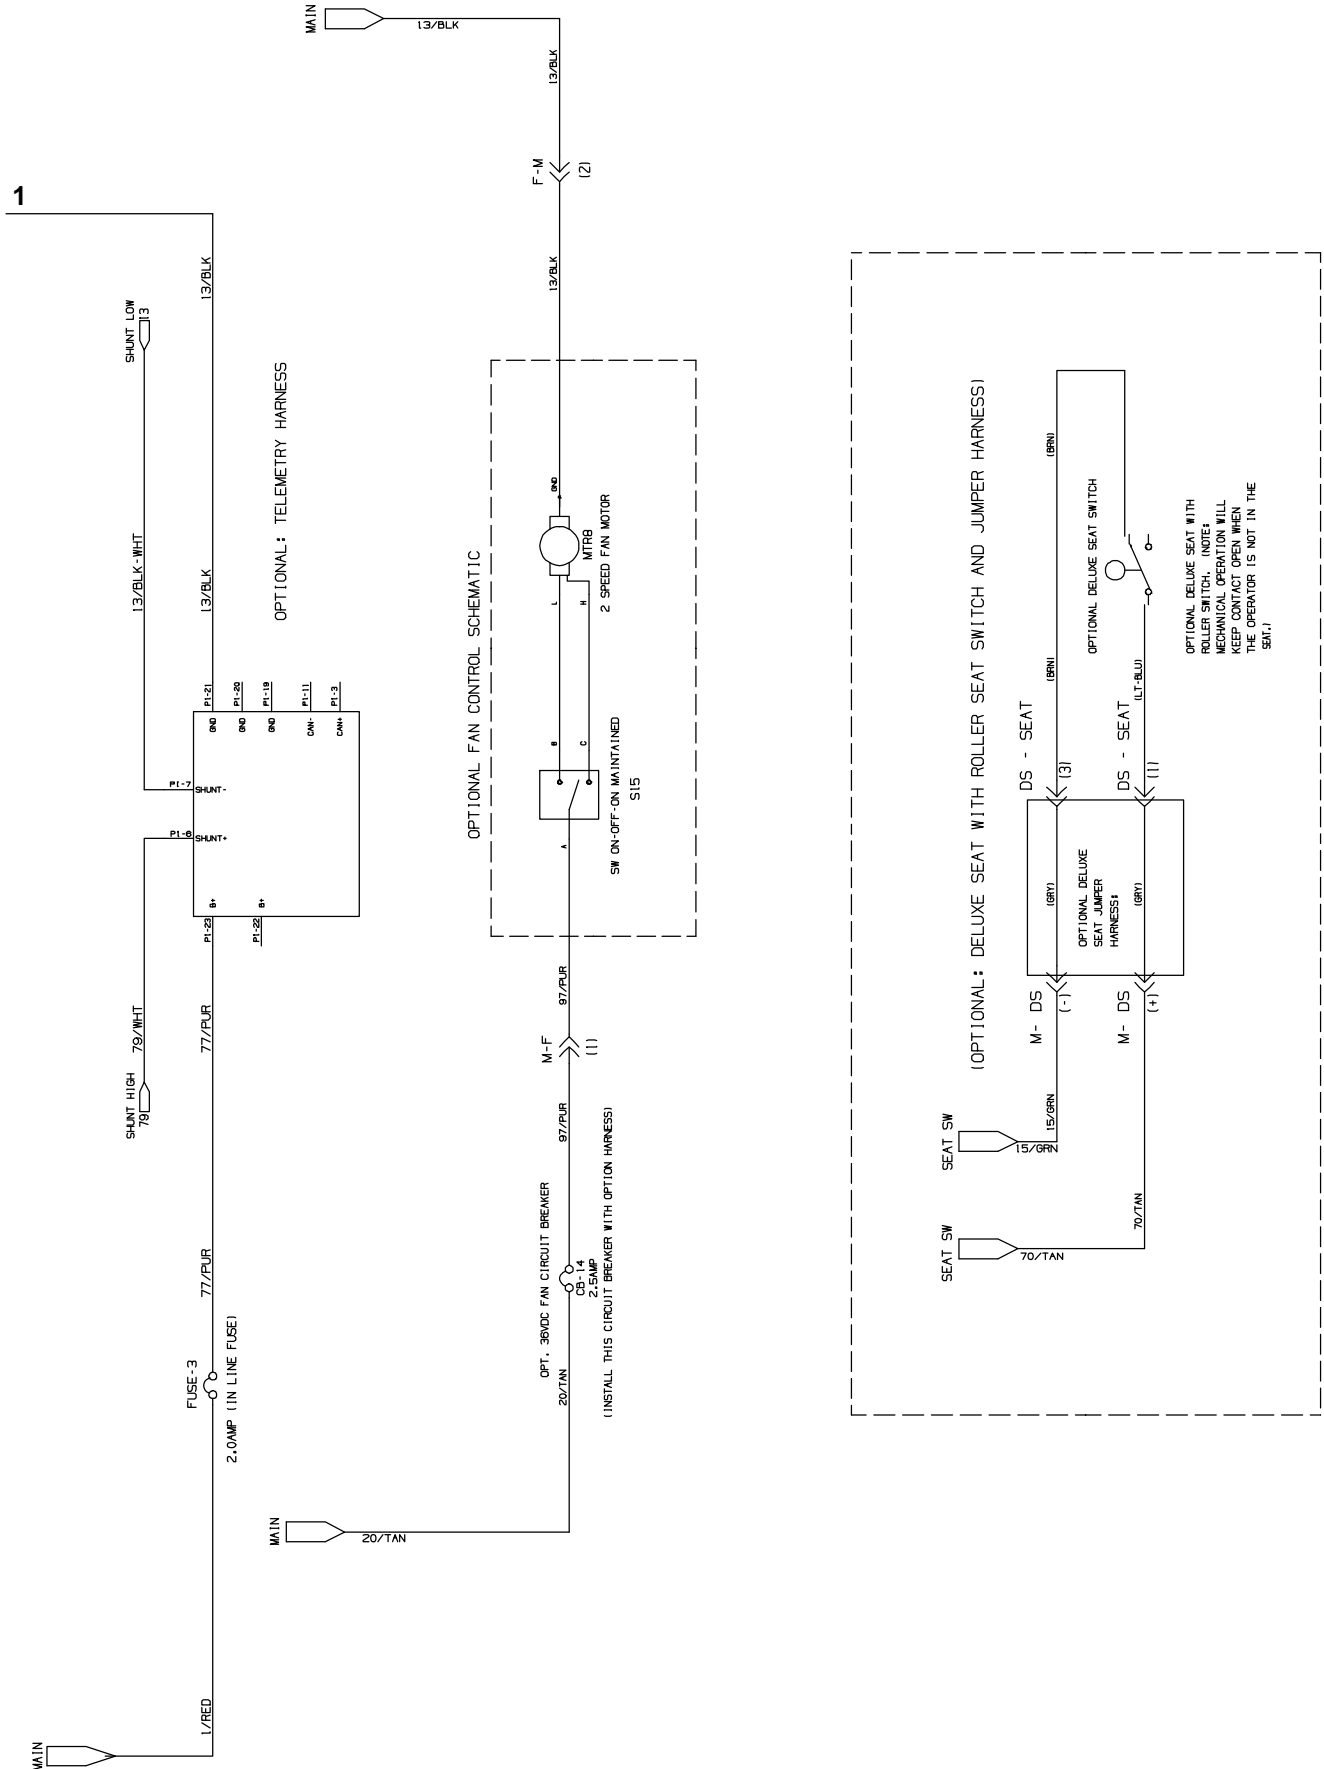 1
MAIN
13/BLK
13/BLK
F-M
(2)
13/BLK
13/BLK
SHUNT LOW
13
13/BLK-WHT
13/BLK
OPTIONAL: TELEMETRY HARNESS
P1-21
P1-20
P1-19
P1-11
P1-3
GND
GND
GND
CAN-
CAN+
P1-7
SHUNT-
P1-6
SHUNT+
B+
B+
P1-23
P1-22
79/WHT
SHUNT HIGH
79
77/PUR
77/PUR
FUSE-3
2.0AMP (IN LINE FUSE)
1/RED
MAIN
OPTIONAL FAN CONTROL SCHEMATIC
GND
MTR8
2 SPEED FAN MOTOR
L
H
B
C
A
S15
SW ON-OFF-ON MAINTAINED
97/PUR
M-F
(1)
97/PUR
OPT. 36VDC FAN CIRCUIT BREAKER
CB-14
2.5AMP
(INSTALL THIS CIRCUIT BREAKER WITH OPTION HARNESS)
20/TAN
MAIN
20/TAN
(OPTIONAL: DELUXE SEAT WITH ROLLER SEAT SWITCH AND JUMPER HARNESS)
(BRN)
(BRN)
OPTIONAL DELUXE SEAT SWITCH
OPTIONAL DELUXE SEAT WITH
ROLLER SWITCH. (NOTE:
MECHANICAL OPERATION WILL
KEEP CONTACT OPEN WHEN
THE OPERATOR IS NOT IN THE
SEAT.)
(LT-BLU)
DS - SEAT
(3)
DS - SEAT
(1)
(GRY)
OPTIONAL DELUXE
SEAT JUMPER
HARNESS:
(GRY)
M- DS
(-)
M- DS
(+)
SEAT SW
15/GRN
15/GRN
SEAT SW
70/TAN
70/TAN